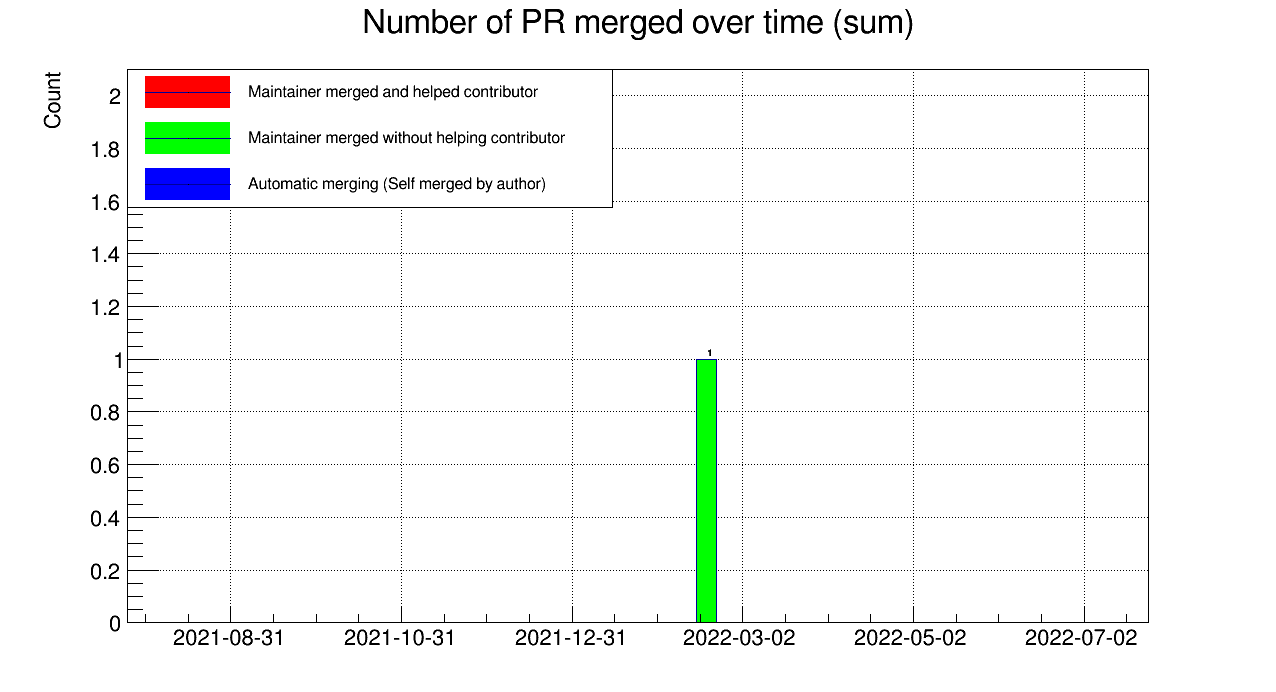 Number of PR merged over time (sum)
Count
Maintainer merged and helped contributor
Maintainer merged without helping contributor
Automatic merging (Self merged by author)
2
1.8
1.6
1.4
1.2
1
0.8
0.6
0.4
0.2
0
1
2021-08-31 2021-10-31 2021-12-31 2022-03-02 2022-05-02 2022-07-02